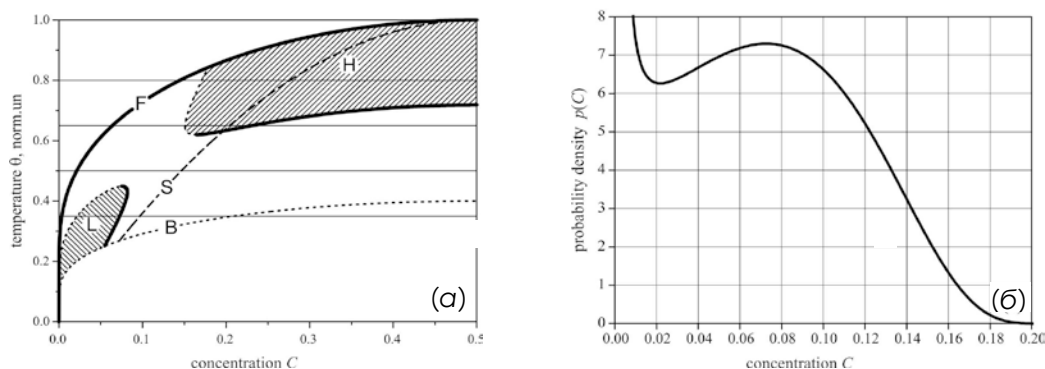 1.0
0.8
0.6
0.4
0.2
0.0
temperature θ, norm.un
F
H
S
L
B
(а)
0.0
0.1
0.2
0.3
0.4
0.5
concentration C
8
7
6
5
4
3
2
1
0
probability density p(C)
(б)
0.00
0.02
0.04
0.06
0.08
0.10
0.12
0.14
0.16
0.18
0.20
concentration C